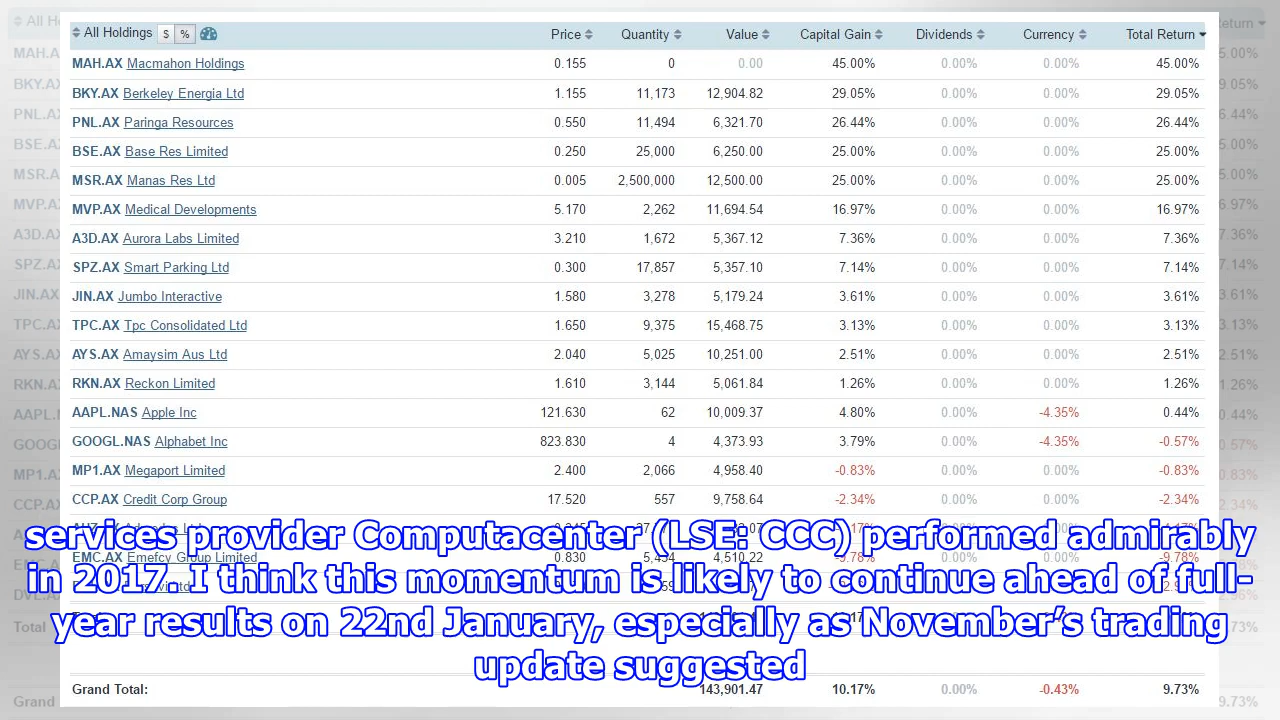 All Holdings $ % Price Quantity Value Capital Gain Dividends Currency Total Return
MAH.AX Macmahon Holdings 0.155 0 0.00 45.00% 0.00% 0.00% 45.00%
BKY.AX Berkeley Energia Ltd 1.155 11,173 12,904.82 29.05% 0.00% 0.00% 29.05%
PNL.AX Paringa Resources 0.550 11,494 6,321.70 26.44% 0.00% 0.00% 26.44%
BSE.AX Base Res Limited 0.250 25,000 6,250.00 25.00% 0.00% 0.00% 25.00%
MSR.AX Manas Res Ltd 0.005 2,500,000 12,500.00 25.00% 0.00% 0.00% 25.00%
MVP.AX Medical Developments 5.170 2,262 11,694.54 16.97% 0.00% 0.00% 16.97%
A3D.AX Aurora Labs Limited 3.210 1,672 5,367.12 7.36% 0.00% 0.00% 7.36%
SPZ.AX Smart Parking Ltd 0.300 17,857 5,357.10 7.14% 0.00% 0.00% 7.14%
JIN.AX Jumbo Interactive 1.580 3,278 5,179.24 3.61% 0.00% 0.00% 3.61%
TPC.AX Tpc Consolidated Ltd 1.650 9,375 15,468.75 3.13% 0.00% 0.00% 3.13%
AYS.AX Amaysim Aus Ltd 2.040 5,025 10,251.00 2.51% 0.00% 0.00% 2.51%
RKN.AX Reckon Limited 1.610 3,144 5,061.84 1.26% 0.00% 0.00% 1.26%
AAPL.NAS Apple Inc 121.630 62 10,009.37 4.80% 0.00% -4.35% 0.44%
GOOGL.NAS Alphabet Inc 823.830 4 4,373.93 3.79% 0.00% -4.35% -0.57%
MP1.AX Megaport Limited 2.400 2,066 4,958.40 -0.83% 0.00% 0.00% -0.83%
CCP.AX Credit Corp Group 17.520 557 9,758.64 -2.34% 0.00% 0.00% -2.34%
services provider Computacenter (LSE: CCC) performed admirably
EMC.AX Emefcy Group Limited 0.830 5,434 4,510.22 -9.78% 0.00% 0.00% -9.78%
in 2017. I think this momentum is likely to continue ahead of full-
year results on 22nd January, especially as November’s trading
update suggested
Grand Total: 143,901.47 10.17% 0.00% -0.43% 9.73%